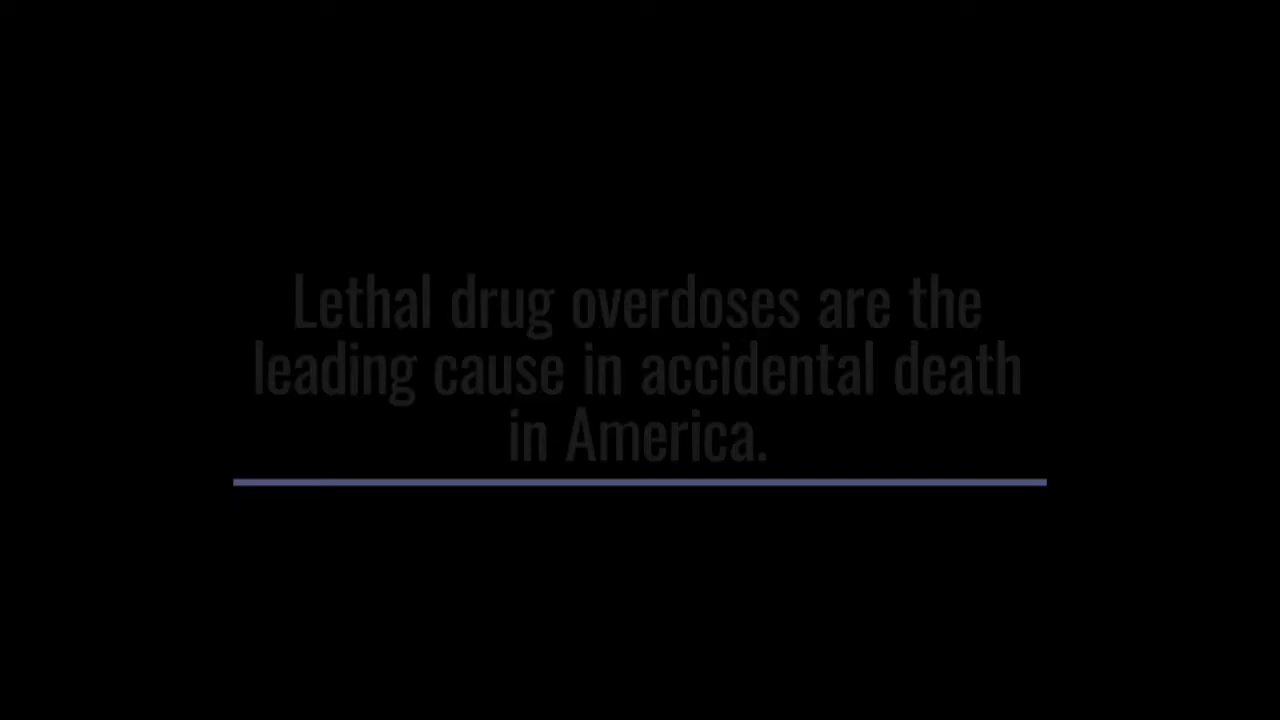 Lethal drug overdoses are the
leading cause in accidental death
in America.